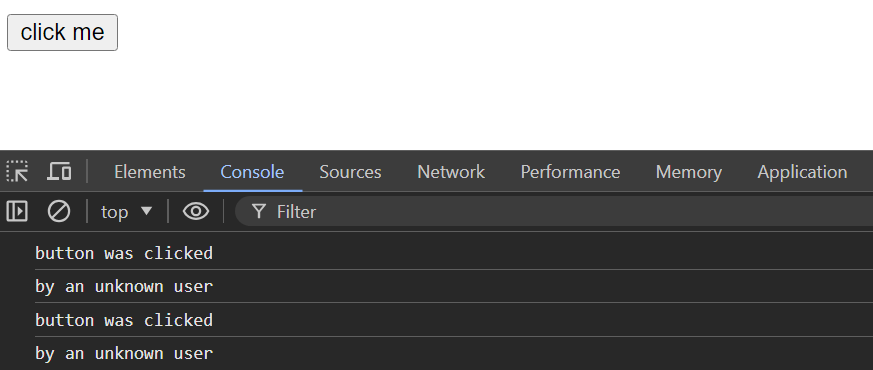 click me
Elements Console Sources Network Performance Memory Application
top Filter
button was clicked
by an unknown user
button was clicked
by an unknown user